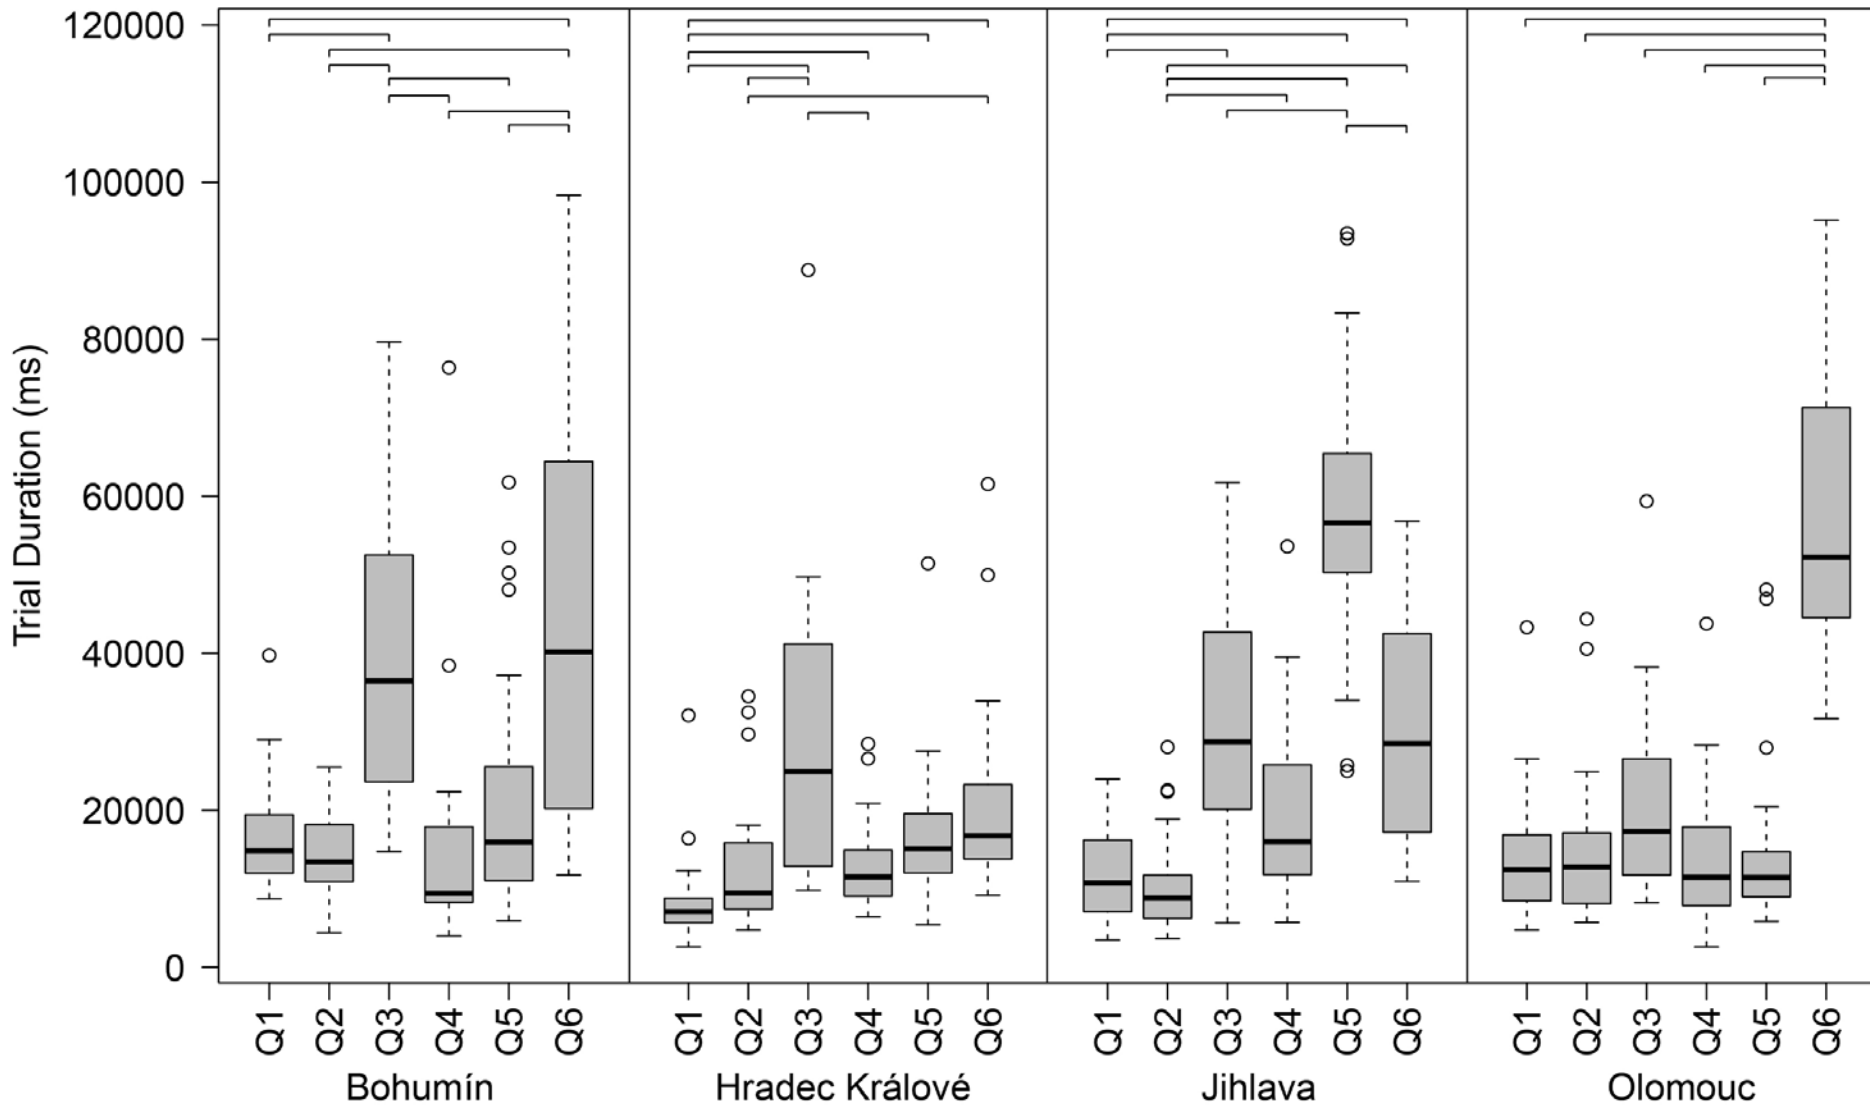 Trial Duration (ms)
120000
100000
80000
60000
40000
20000
0
Q1 Q2 Q3 Q4 Q5 Q6 Q1 Q2 Q3 Q4 Q5 Q6 Q1 Q2 Q3 Q4 Q5 Q6 Q1 Q2 Q3 Q4 Q5 Q6
Bohumín Hradec Králové Jihlava Olomouc